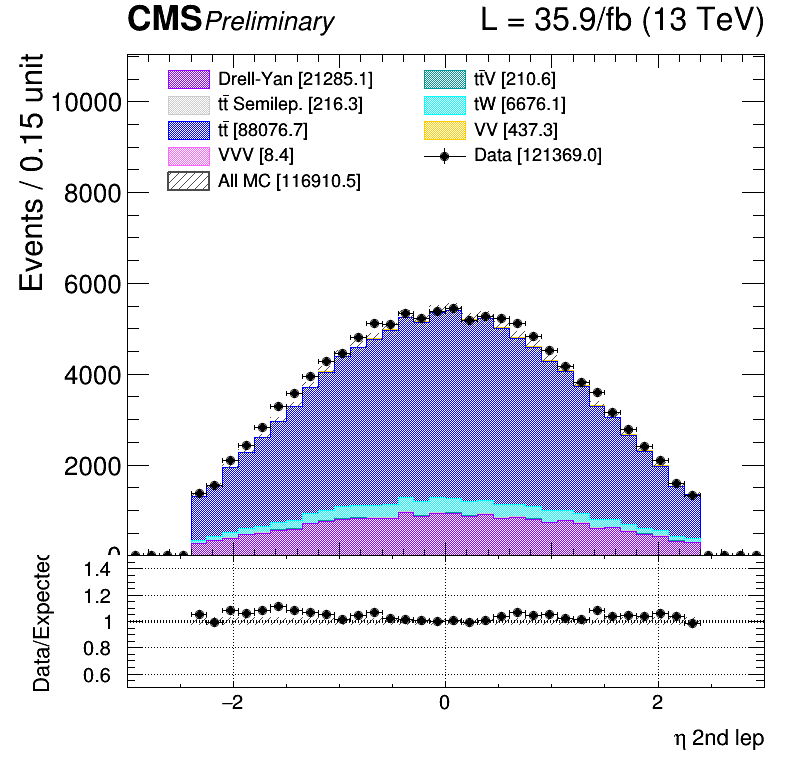 CMS Preliminary L = 35.9/fb (13 TeV)
Events / 0.15 unit
Drell-Yan [21285.1]
tt̄ Semilep. [216.3]
tt̄ [88076.7]
VVV [8.4]
All MC [116910.5]
tt̄V [210.6]
tW [6676.1]
VV [437.3]
Data [121369.0]
10000
8000
6000
4000
2000
0
Data/Expected
1.4
1.2
1
0.8
0.6
−2 0 2
η 2nd lep